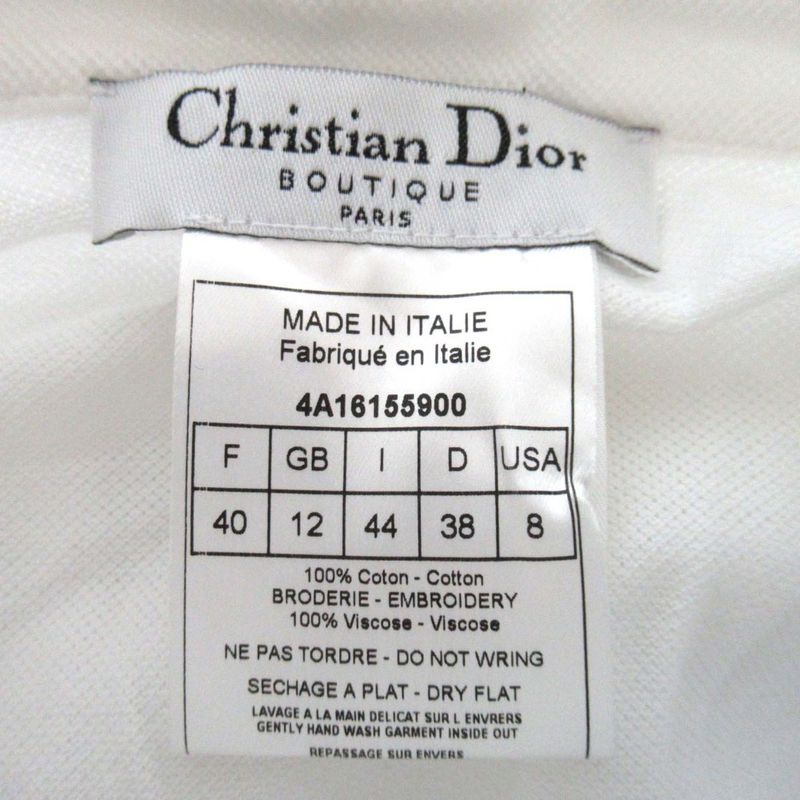 Christian Dior
BOUTIQUE
PARIS
MADE IN ITALIE
Fabriqué en Italie
4A16155900
F GB I D USA
40 12 44 38 8
100% Coton - Cotton
BRODERIE - EMBROIDERY
100% Viscose - Viscose
NE PAS TORDRE - DO NOT WRING
SECHAGE A PLAT - DRY FLAT
LAVAGE A LA MAIN DELICAT SUR L ENVRERS
GENTLY HAND WASH GARMENT INSIDE OUT
REPASSAGE SUR ENVERS